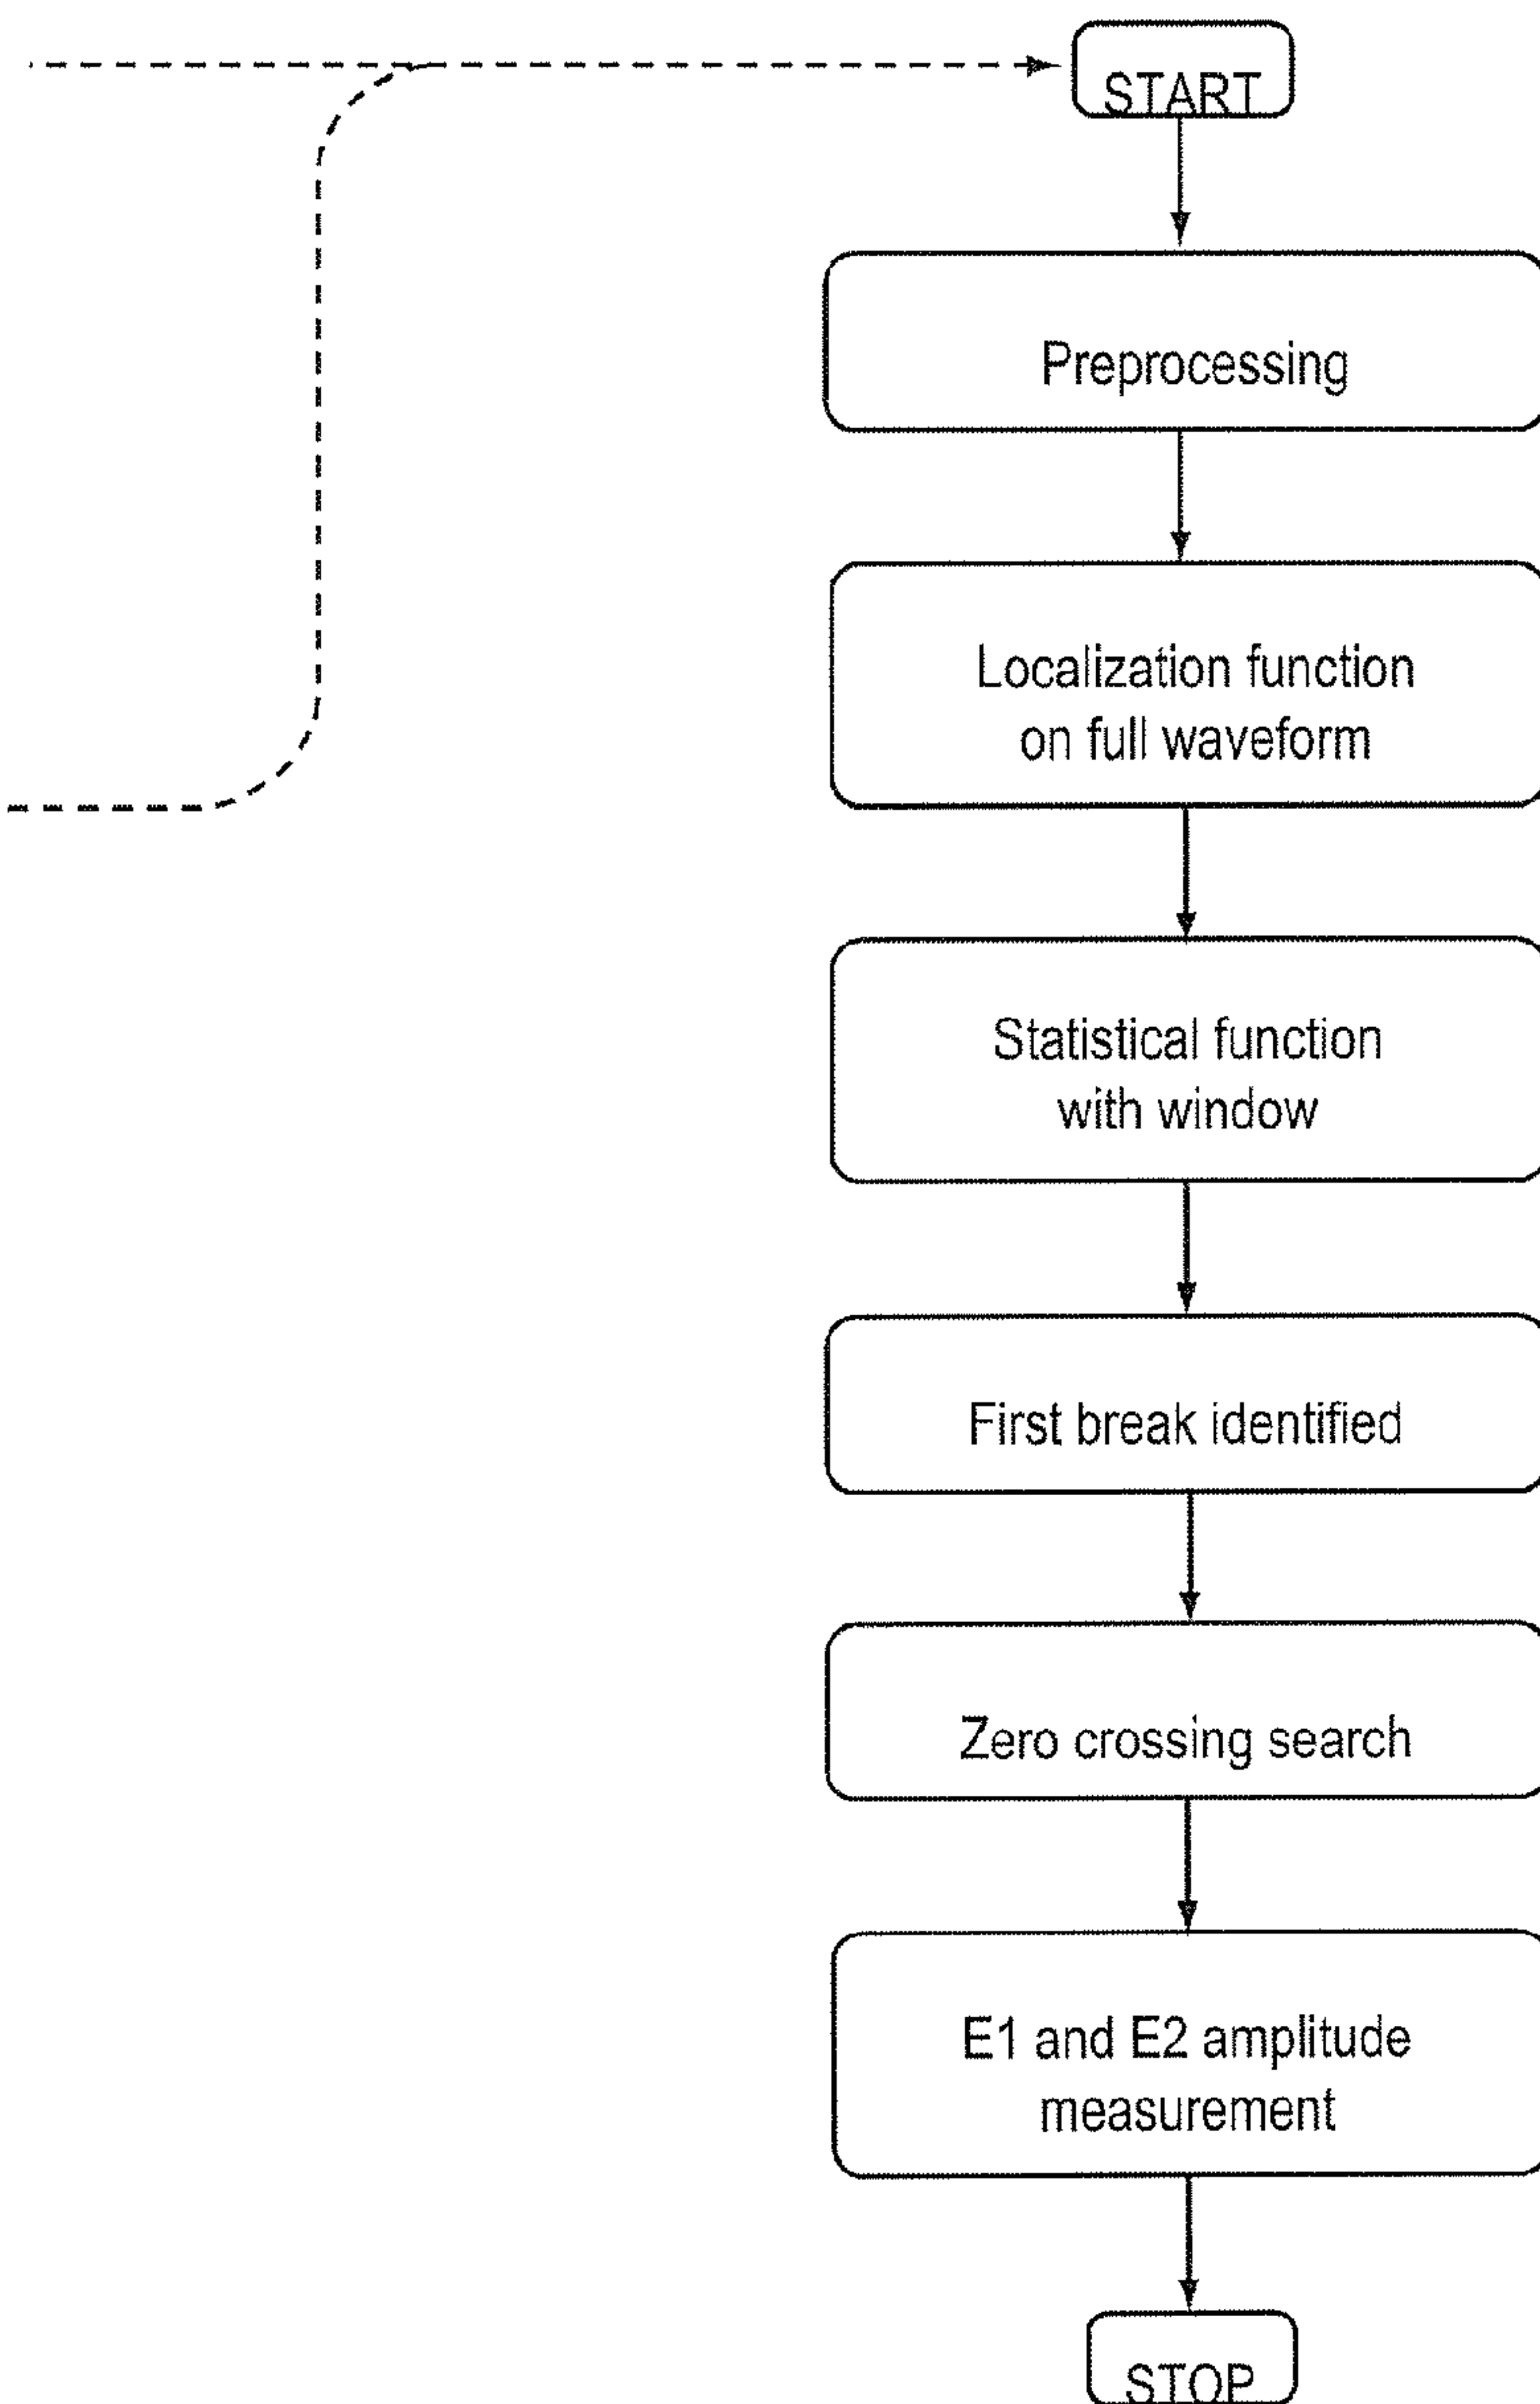 START
Preprocessing
Localization function
on full waveform
Statistical function
with window
First break identified
Zero crossing search
E1 and E2 amplitude
measurement
STOP